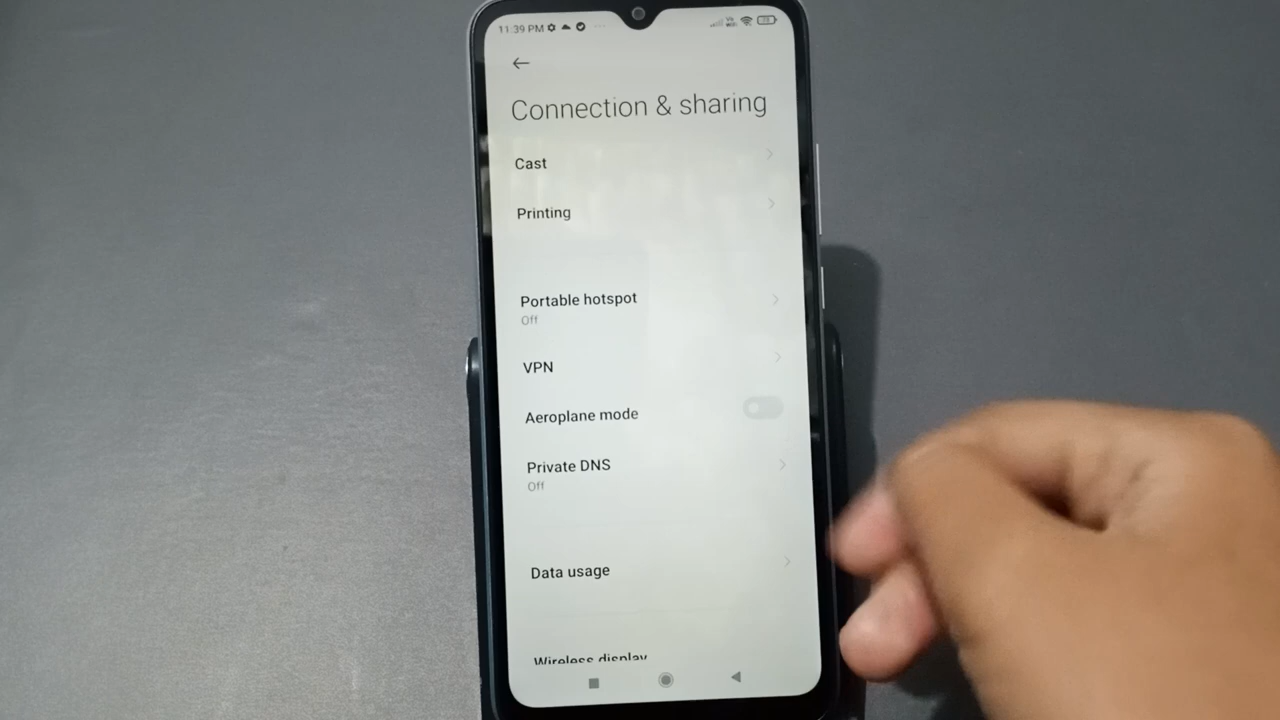 11:39 PM
Connection & sharing
Cast
Printing
Portable hotspot
Off
VPN
Aeroplane mode
Private DNS
Off
Data usage
Wireless display